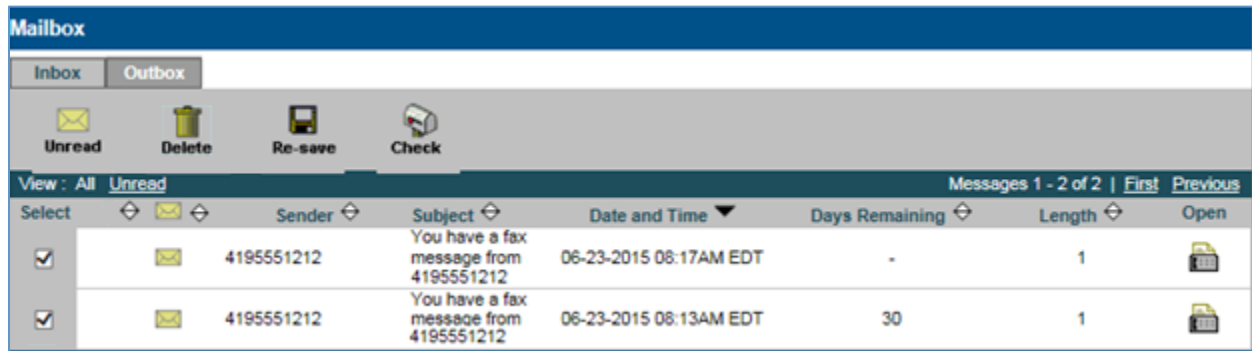 Mailbox
Inbox Outbox
Unread Delete Re-save Check
View : All Unread Messages 1 - 2 of 2 | First Previous
Select Sender Subject Date and Time Days Remaining Length Open
You have a fax
4195551212 message from 06-23-2015 08:17AM EDT - 1
4195551212
You have a fax
4195551212 message from 06-23-2015 08:13AM EDT 30 1
4195551212